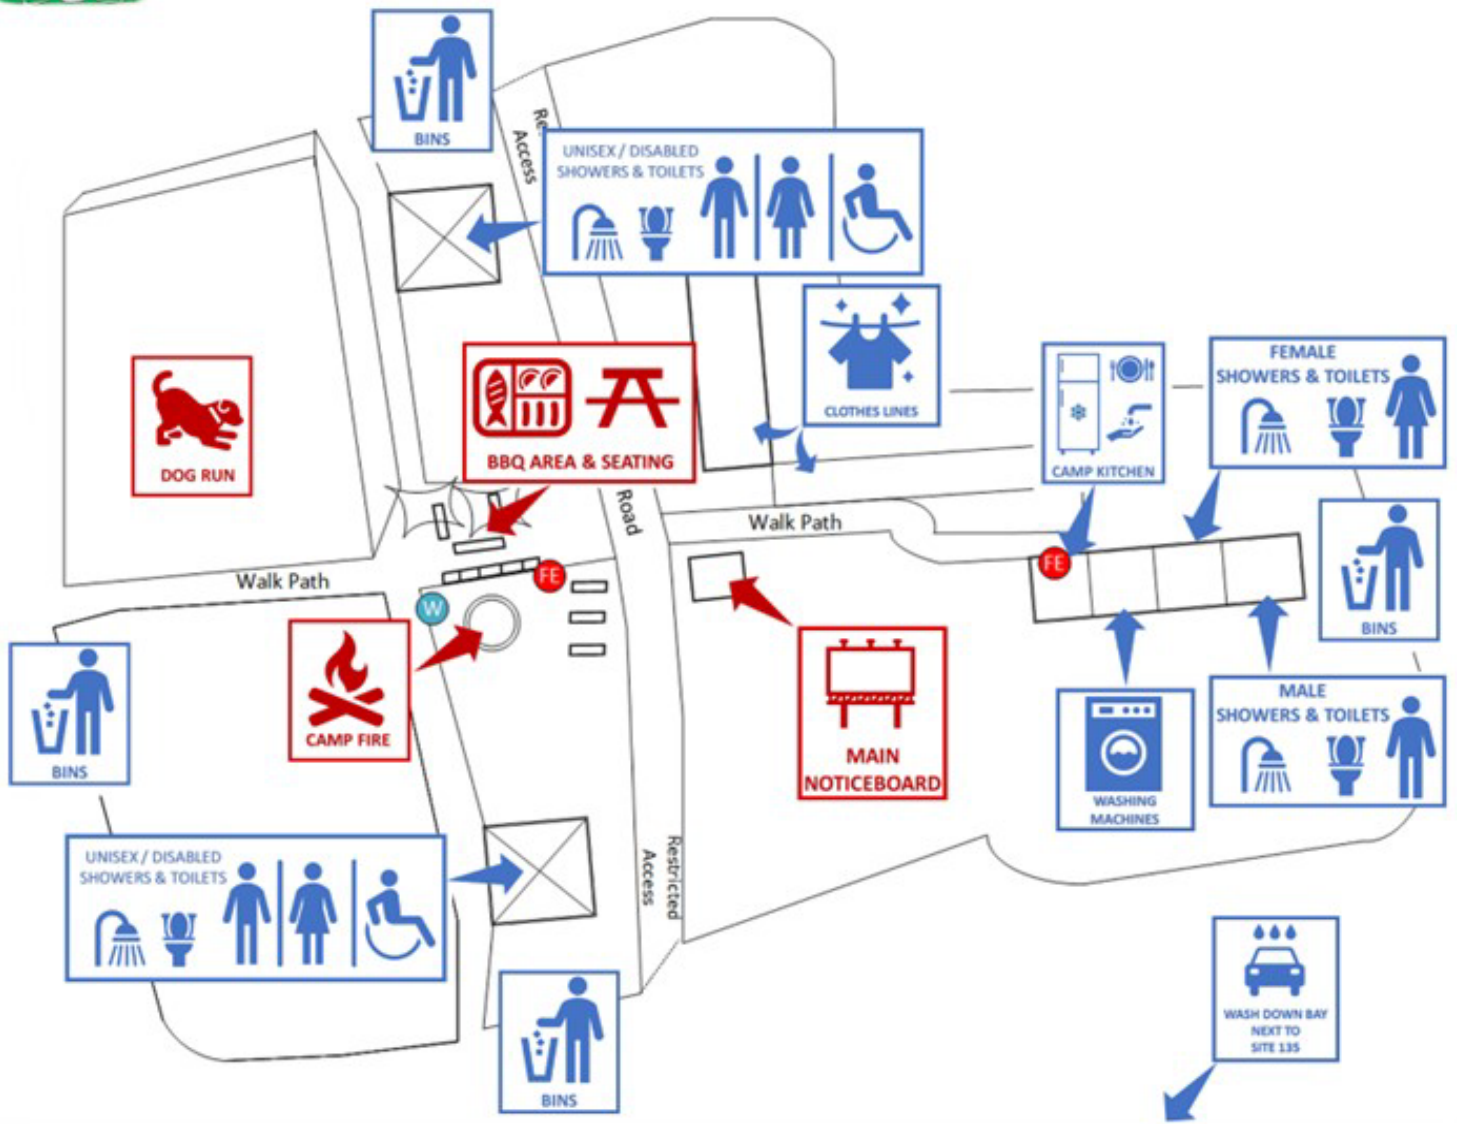 BINS
Access
UNISEX / DISABLED
SHOWERS & TOILETS
CLOTHES LINES
DOG RUN
BBQ AREA & SEATING
CAMP KITCHEN
FEMALE
SHOWERS & TOILETS
Road
Walk Path
BINS
Walk Path
FE
FE
W
CAMP FIRE
MAIN
NOTICEBOARD
BINS
WASHING
MACHINES
MALE
SHOWERS & TOILETS
UNISEX / DISABLED
SHOWERS & TOILETS
Restricted
Access
WASH DOWN BAY
NEXT TO
SITE 135
BINS